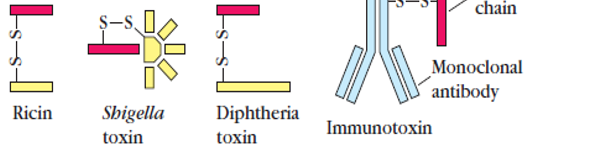 S–S
S–S
S–S
S–S
chain
Monoclonal
antibody
Ricin
Shigella
toxin
Diphtheria
toxin
Immunotoxin